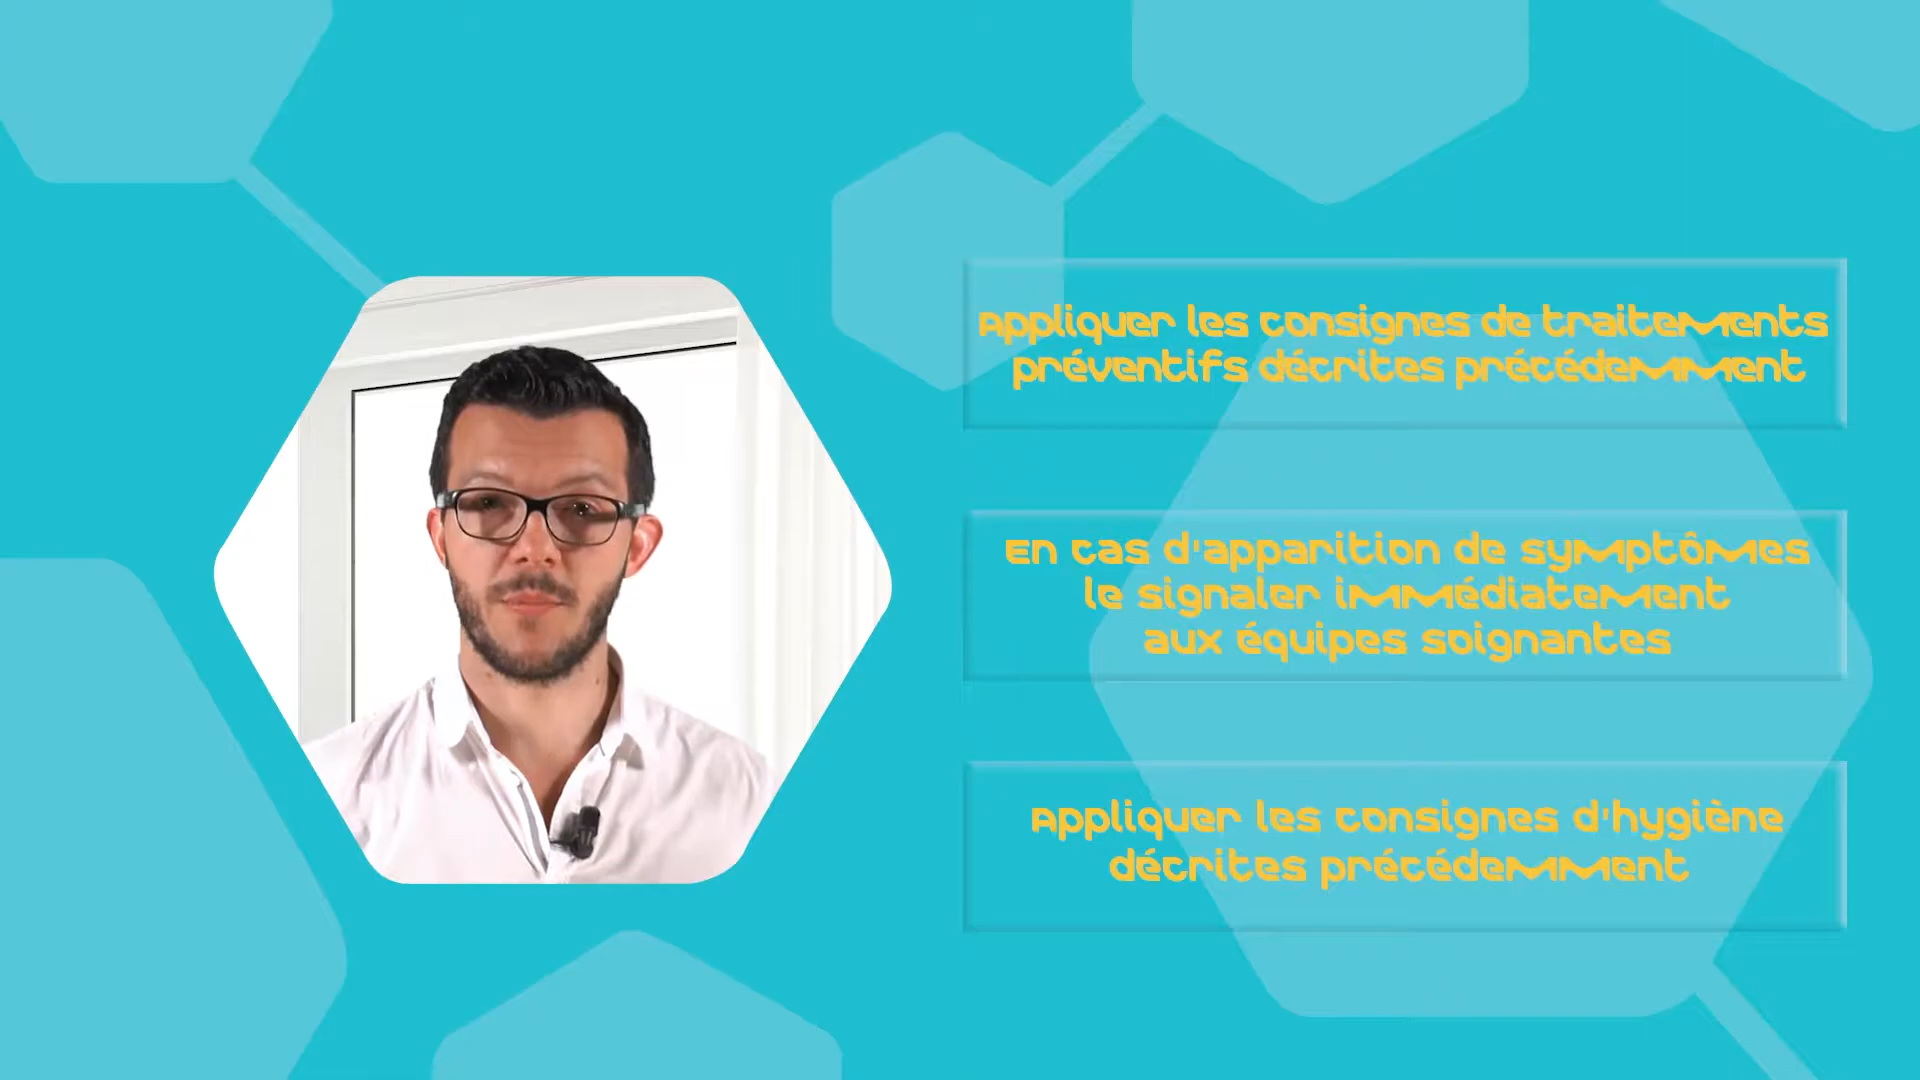 Appliquer les consignes de traitements
préventifs décrites précédemment
En cas d'apparition de symptômes
le signaler immédiatement
aux équipes soignantes
Appliquer les consignes d'hygiène
décrites précédemment